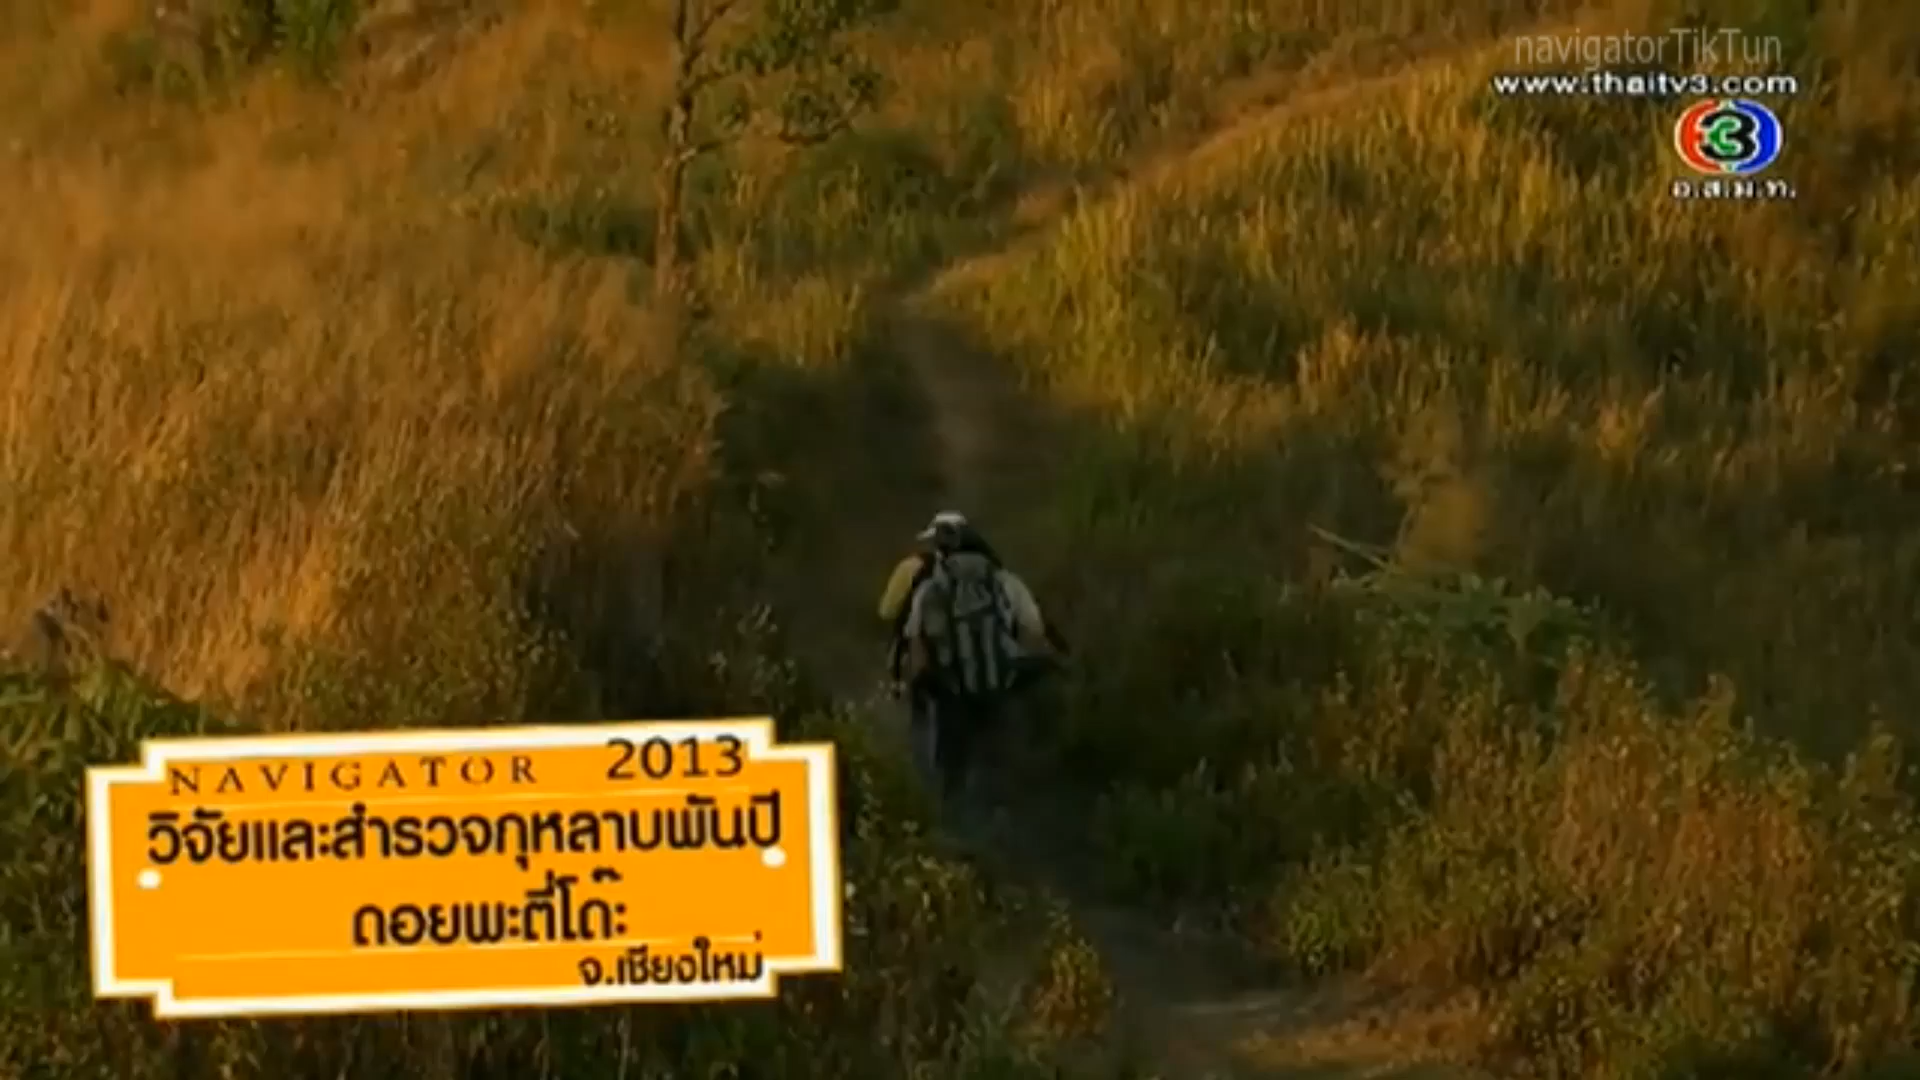 navigatorTikTun
www.thaitv3.com
3
อ.ส.ม.ท.
NAVIGATOR 2013
วิจัยและสำรวจกุหลาบพันปี
ดอยพะตี่โด๊ะ
จ.เชียงใหม่